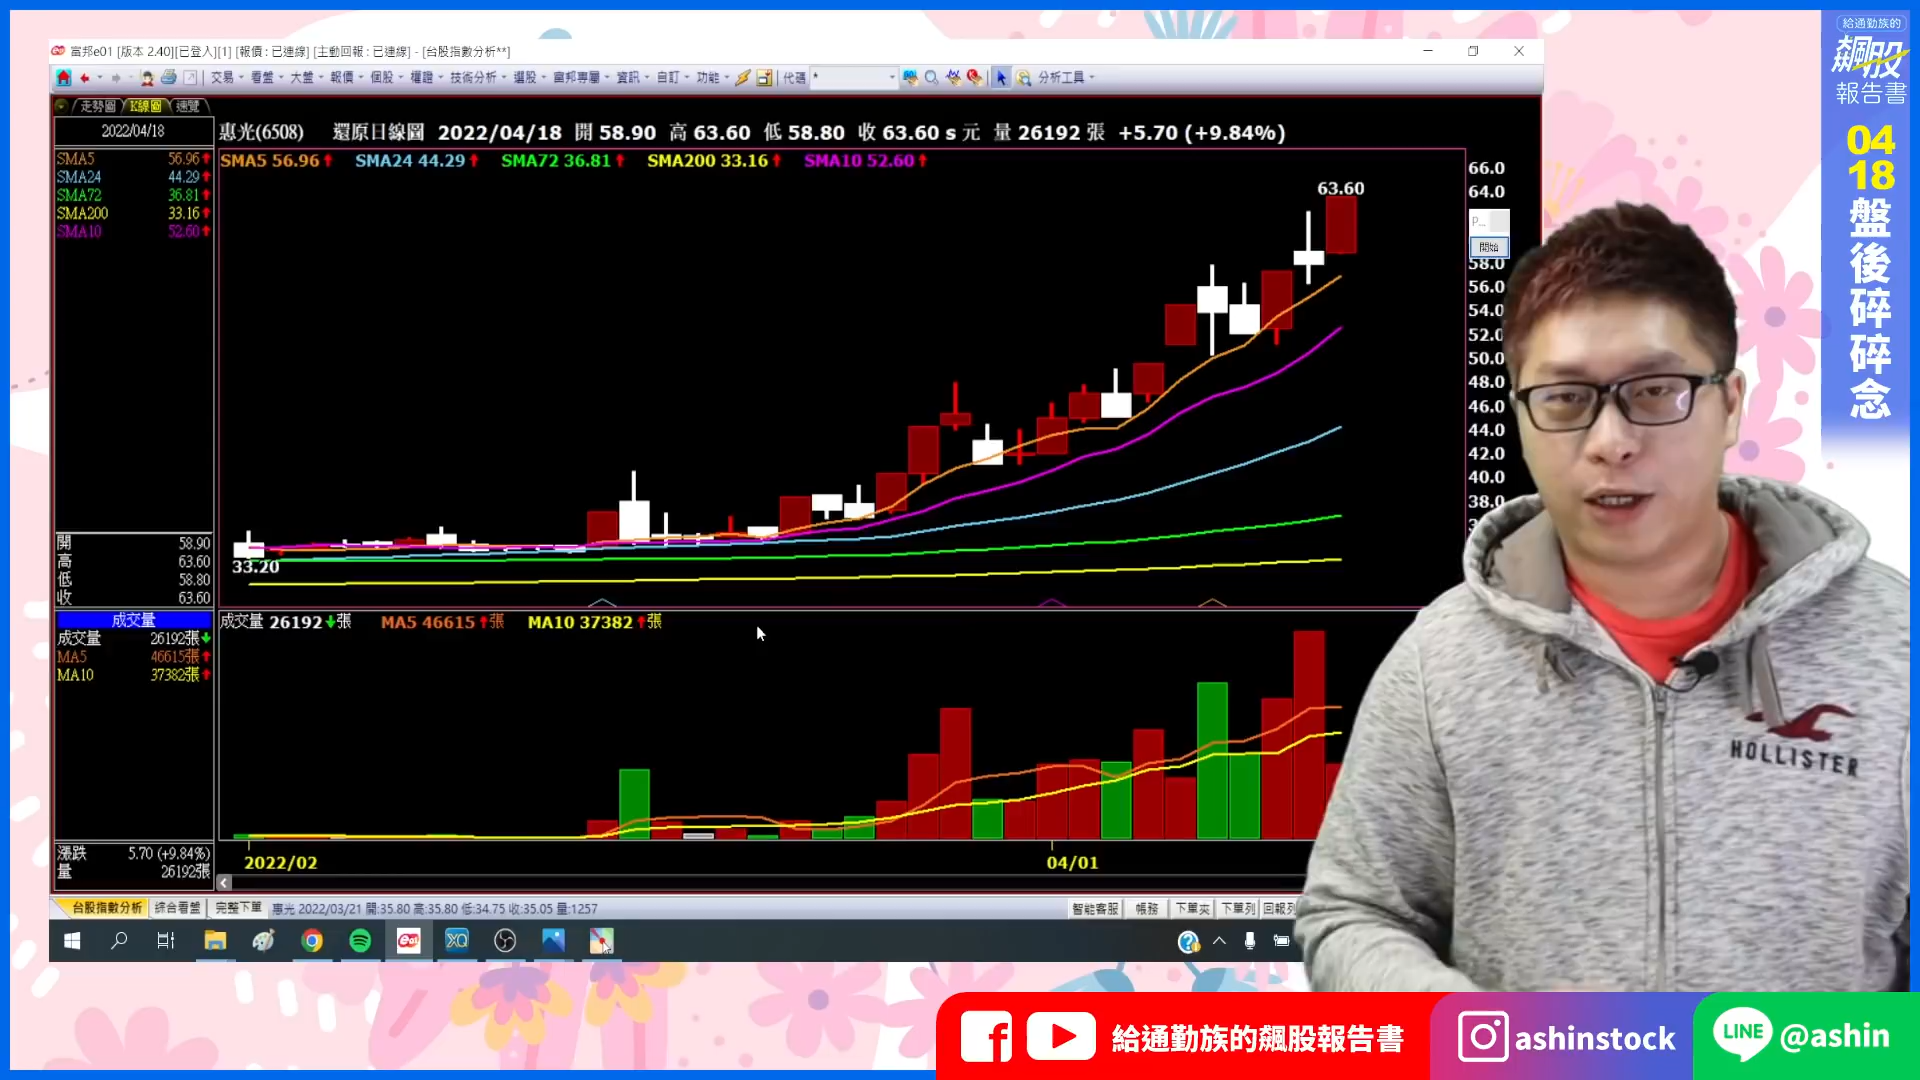 富邦e01 [版本 2.40][已登入][1] [報價 : 已連線] [主動回報 : 已連線] - [台股指數分析**]
交易 看盤 大盤 報價 個股 權證 技術分析 選股 富邦專屬 資訊 自訂 功能 代碼 * 分析工具
走勢圖 K線圖 速覽
2022/04/18
惠光(6508) 還原日線圖 2022/04/18 開 58.90 高 63.60 低 58.80 收 63.60 s 元 量 26192 張 +5.70 (+9.84%)
SMA5 56.96 SMA24 44.29 SMA72 36.81 SMA200 33.16 SMA10 52.60
SMA5 56.96
SMA24 44.29
SMA72 36.81
SMA200 33.16
SMA10 52.60
63.60
33.20
66.0
64.0
P...
開始
58.0
56.0
54.0
52.0
50.0
48.0
46.0
44.0
42.0
40.0
38.0
開 58.90
高 63.60
低 58.80
收 63.60
成交量
成交量 26192張
MA5 46615張
MA10 37382張
成交量 26192張 MA5 46615張 MA10 37382張
漲跌 5.70 (+9.84%)
量 26192張
2022/02 04/01
台股指數分析 綜合看盤 完整下單 惠光 2022/03/21 開:35.80 高:35.80 低:34.75 收:35.05 量:1257
智能客服 帳務 下單夾 下單列 回報列
e01 XQ
給通勤族的
飆股
報告書
04
18
盤後碎碎念
HOLLISTER
給通勤族的飆股報告書
ashinstock
LINE @ashin